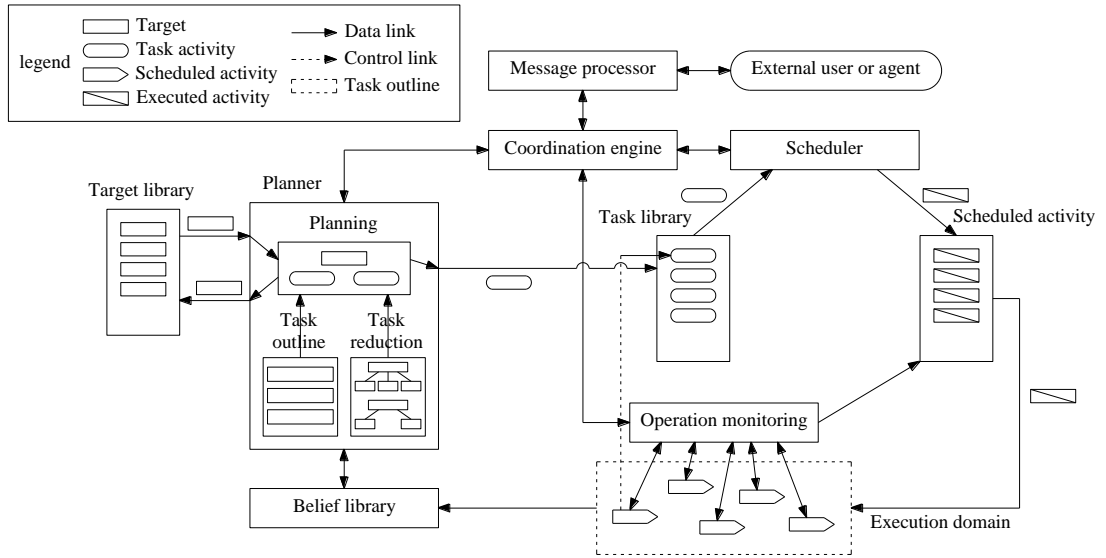 legend
Target
Task activity
Scheduled activity
Executed activity
Data link
Control link
Task outline
Message processor
External user or agent
Coordination engine
Scheduler
Planner
Target library
Planning
Task library
Scheduled activity
Task
outline
Task
reduction
Operation monitoring
Belief library
Execution domain